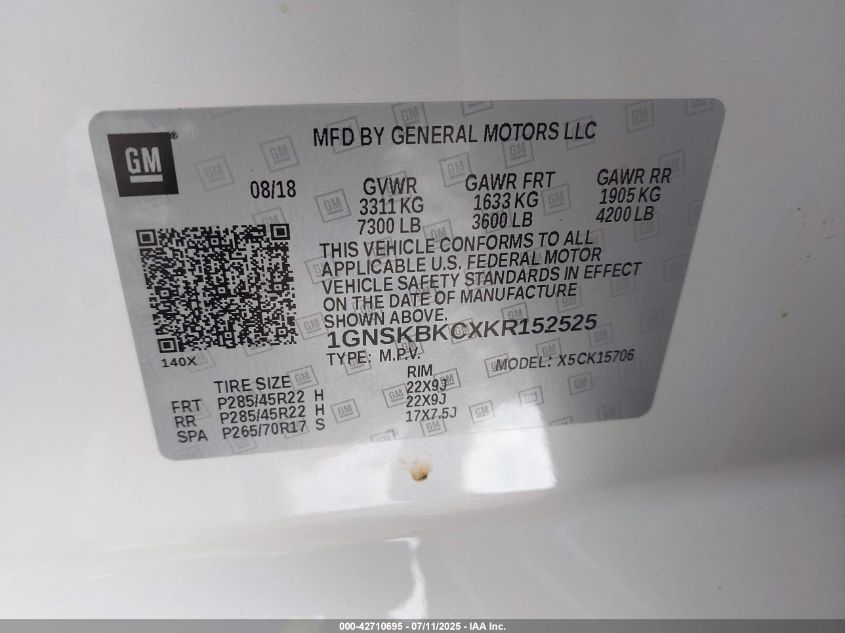 GM®
MFD BY GENERAL MOTORS LLC
08/18
GVWR
3311 KG
7300 LB
GAWR FRT
1633 KG
3600 LB
GAWR RR
1905 KG
4200 LB
THIS VEHICLE CONFORMS TO ALL
APPLICABLE U.S. FEDERAL MOTOR
VEHICLE SAFETY STANDARDS IN EFFECT
ON THE DATE OF MANUFACTURE
SHOWN ABOVE.
1GNSKBKCXKR152525
140X
TYPE: M.P.V.
MODEL: X5CK15706
TIRE SIZE RIM
FRT P285/45R22 H 22X9J
RR P285/45R22 H 22X9J
SPA P265/70R17 S 17X7.5J
000-42710695 - 07/11/2025 - IAA Inc.